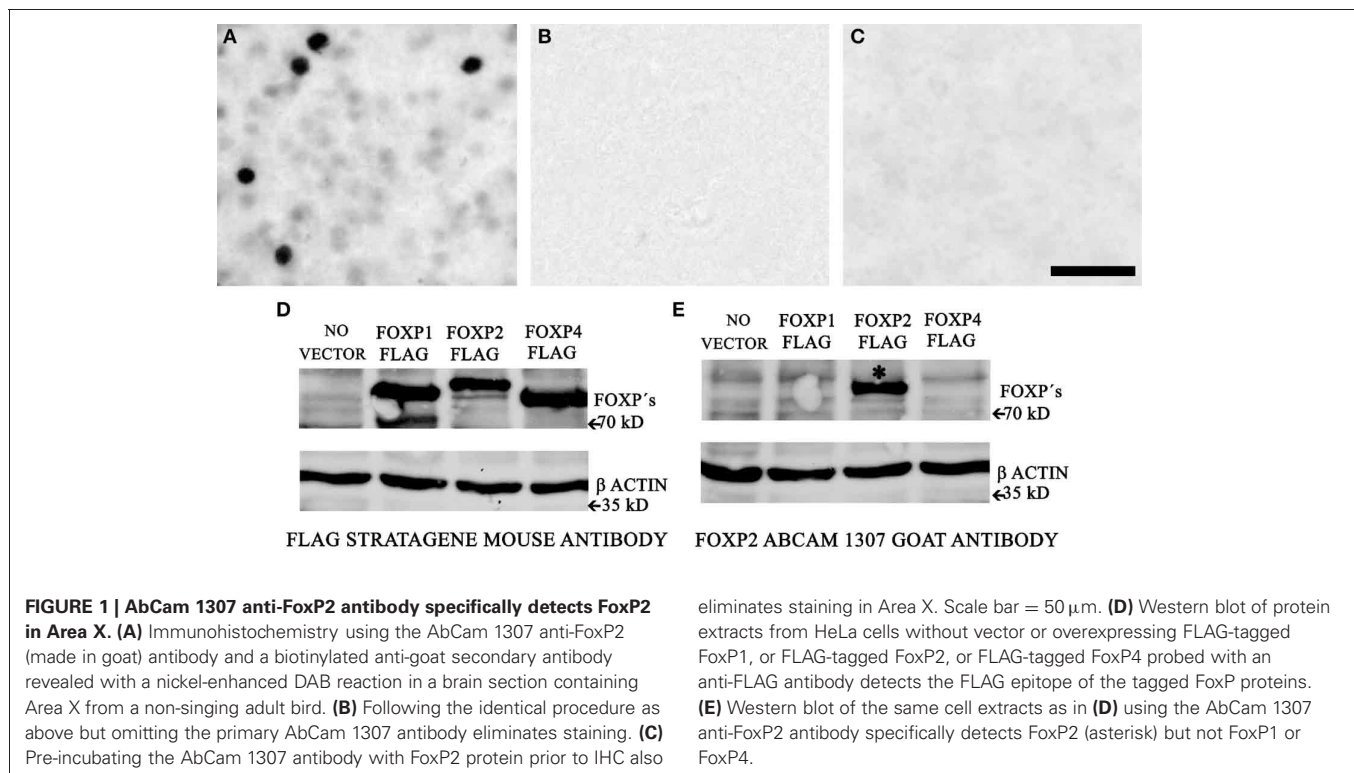 A
B
C
D
NO VECTOR
FOXP1 FLAG
FOXP2 FLAG
FOXP4 FLAG
FOXP´s
←70 kD
β ACTIN
←35 kD
FLAG STRATAGENE MOUSE ANTIBODY
E
NO VECTOR
FOXP1 FLAG
FOXP2 FLAG
FOXP4 FLAG
*
FOXP´s
←70 kD
β ACTIN
←35 kD
FOXP2 ABCAM 1307 GOAT ANTIBODY
FIGURE 1 | AbCam 1307 anti-FoxP2 antibody specifically detects FoxP2
in Area X. (A) Immunohistochemistry using the AbCam 1307 anti-FoxP2
(made in goat) antibody and a biotinylated anti-goat secondary antibody
revealed with a nickel-enhanced DAB reaction in a brain section containing
Area X from a non-singing adult bird. (B) Following the identical procedure as
above but omitting the primary AbCam 1307 antibody eliminates staining. (C)
Pre-incubating the AbCam 1307 antibody with FoxP2 protein prior to IHC also
eliminates staining in Area X. Scale bar = 50 μm. (D) Western blot of protein
extracts from HeLa cells without vector or overexpressing FLAG-tagged
FoxP1, or FLAG-tagged FoxP2, or FLAG-tagged FoxP4 probed with an
anti-FLAG antibody detects the FLAG epitope of the tagged FoxP proteins.
(E) Western blot of the same cell extracts as in (D) using the AbCam 1307
anti-FoxP2 antibody specifically detects FoxP2 (asterisk) but not FoxP1 or
FoxP4.